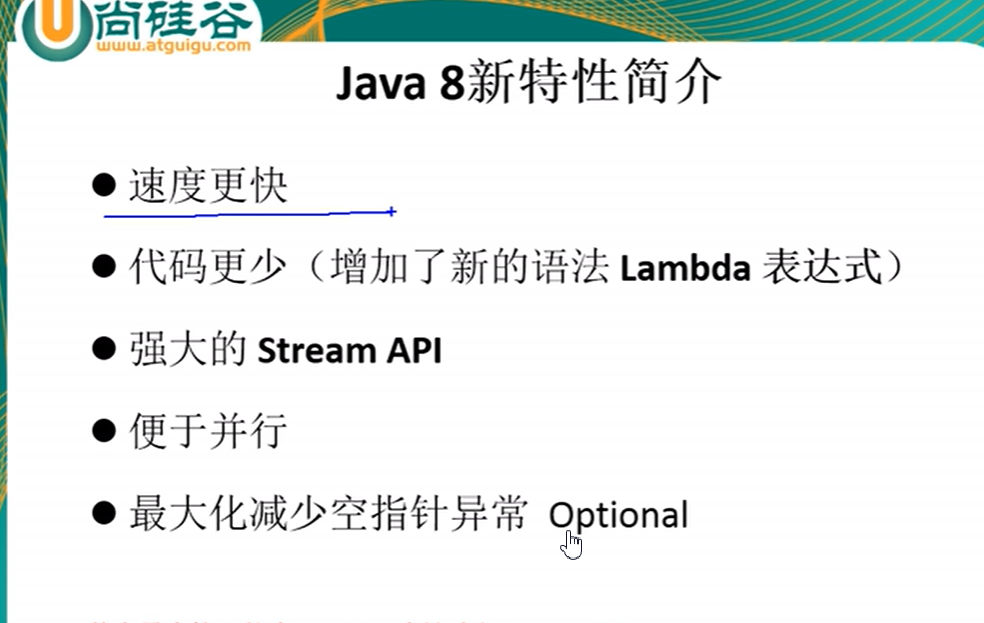 尚硅谷
www.atguigu.com
Java 8新特性简介
● 速度更快
● 代码更少（增加了新的语法 Lambda 表达式）
● 强大的 Stream API
● 便于并行
● 最大化减少空指针异常 Optional